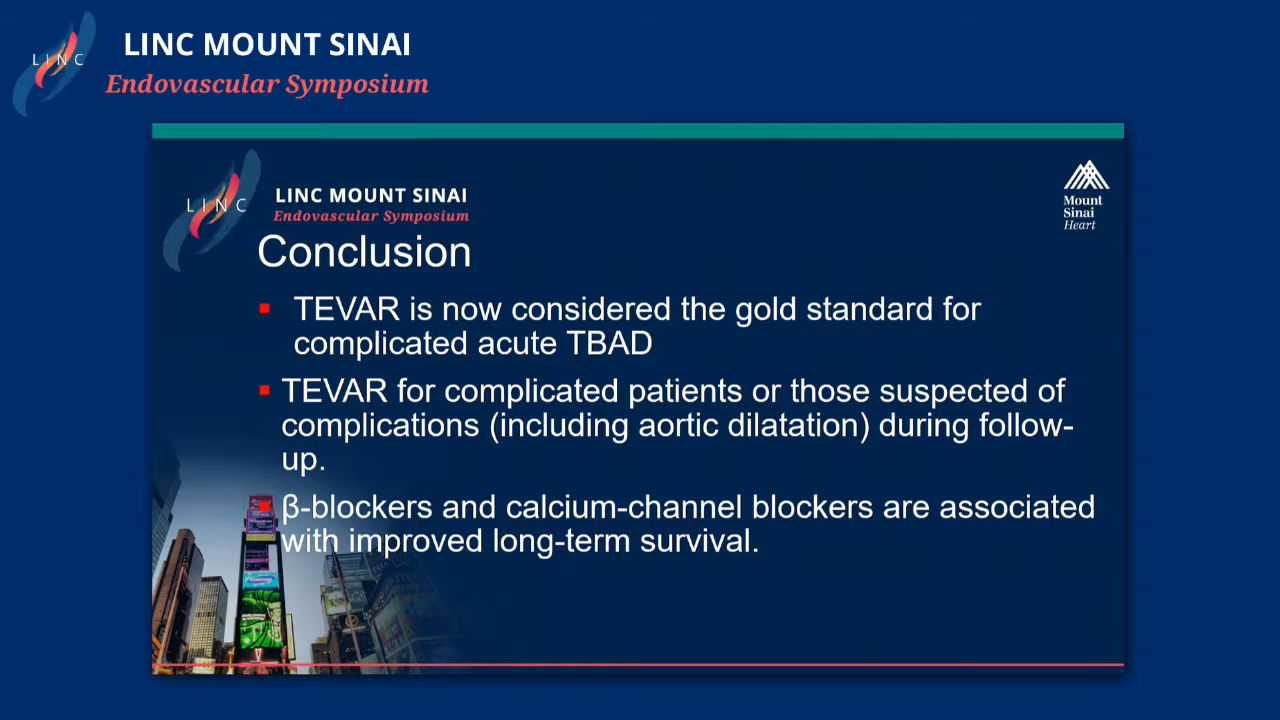 LINC
LINC MOUNT SINAI
Endovascular Symposium
LINC
LINC MOUNT SINAI
Endovascular Symposium
Mount
Sinai
Heart
Conclusion
TEVAR is now considered the gold standard for
complicated acute TBAD
TEVAR for complicated patients or those suspected of
complications (including aortic dilatation) during follow-
up.
β-blockers and calcium-channel blockers are associated
with improved long-term survival.